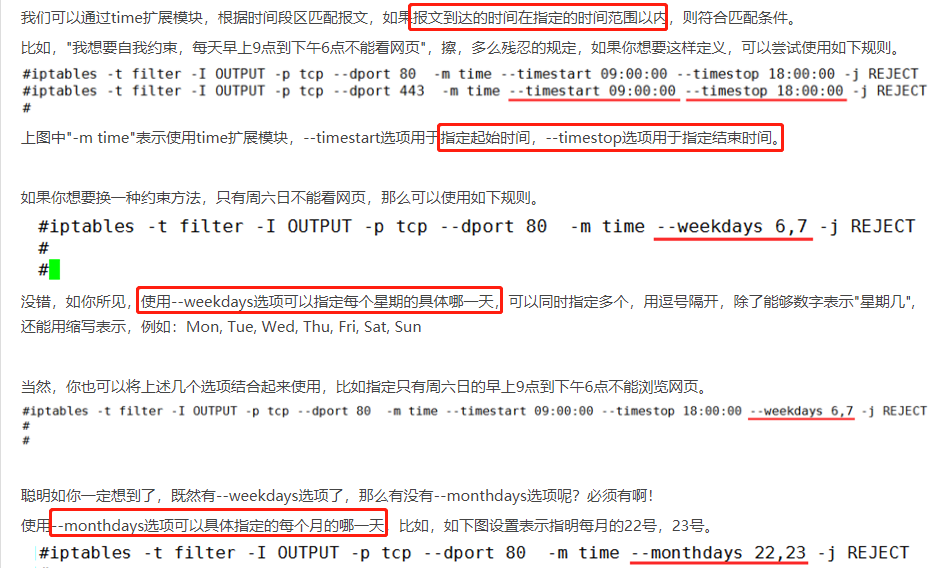 我们可以通过time扩展模块，根据时间段区匹配报文，如果报文到达的时间在指定的时间范围以内，则符合匹配条件。
比如，"我想要自我约束，每天早上9点到下午6点不能看网页"，擦，多么残忍的规定，如果你想要这样定义，可以尝试使用如下规则。
#iptables -t filter -I OUTPUT -p tcp --dport 80  -m time --timestart 09:00:00 --timestop 18:00:00 -j REJECT
#iptables -t filter -I OUTPUT -p tcp --dport 443  -m time --timestart 09:00:00 --timestop 18:00:00 -j REJECT
#
上图中"-m time"表示使用time扩展模块，--timestart选项用于指定起始时间，--timestop选项用于指定结束时间。
如果你想要换一种约束方法，只有周六日不能看网页，那么可以使用如下规则。
#iptables -t filter -I OUTPUT -p tcp --dport 80  -m time --weekdays 6,7 -j REJECT
#
#
没错，如你所见，使用--weekdays选项可以指定每个星期的具体哪一天，可以同时指定多个，用逗号隔开，除了能够数字表示"星期几"，
还能用缩写表示，例如：Mon, Tue, Wed, Thu, Fri, Sat, Sun
当然，你也可以将上述几个选项结合起来使用，比如指定只有周六日的早上9点到下午6点不能浏览网页。
#iptables -t filter -I OUTPUT -p tcp --dport 80  -m time --timestart 09:00:00 --timestop 18:00:00 --weekdays 6,7 -j REJECT
#
#
聪明如你一定想到了，既然有--weekdays选项了，那么有没有--monthdays选项呢？必须有啊！
使用--monthdays选项可以具体指定的每个月的哪一天，比如，如下图设置表示指明每月的22号，23号。
#iptables -t filter -I OUTPUT -p tcp --dport 80  -m time --monthdays 22,23 -j REJECT